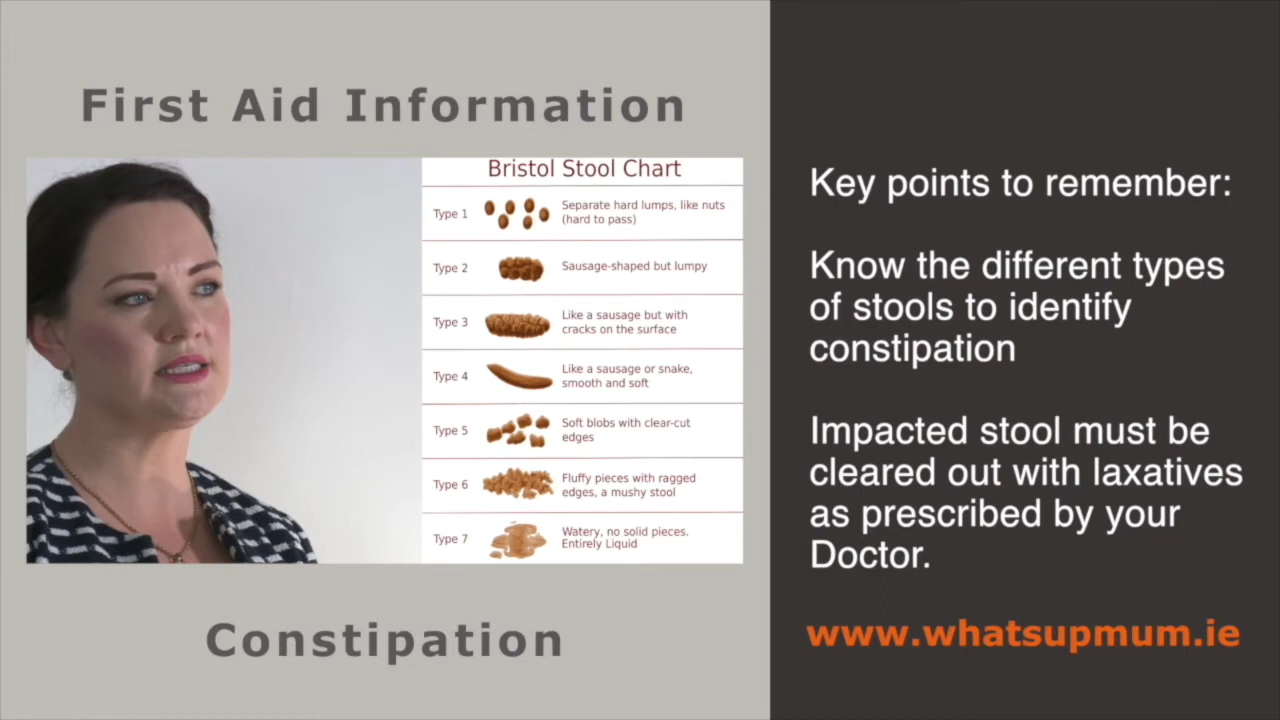 First Aid Information
Bristol Stool Chart
Type 1
Separate hard lumps, like nuts
(hard to pass)
Type 2
Sausage-shaped but lumpy
Type 3
Like a sausage but with
cracks on the surface
Type 4
Like a sausage or snake,
smooth and soft
Type 5
Soft blobs with clear-cut
edges
Type 6
Fluffy pieces with ragged
edges, a mushy stool
Type 7
Watery, no solid pieces.
Entirely Liquid
Constipation
Key points to remember:
Know the different types
of stools to identify
constipation
Impacted stool must be
cleared out with laxatives
as prescribed by your
Doctor.
www.whatsupmum.ie